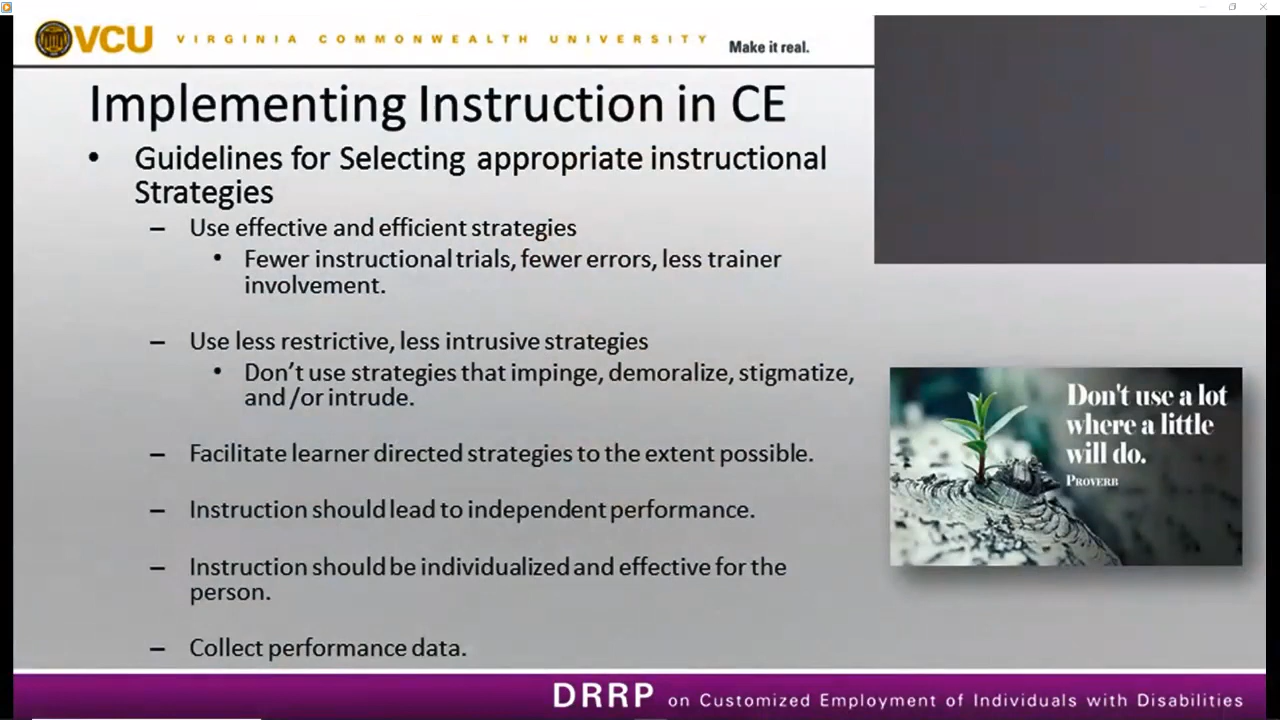 VCU VIRGINIA COMMONWEALTH UNIVERSITY Make it real.
Implementing Instruction in CE
• Guidelines for Selecting appropriate instructional
Strategies
– Use effective and efficient strategies
• Fewer instructional trials, fewer errors, less trainer
involvement.
– Use less restrictive, less intrusive strategies
• Don't use strategies that impinge, demoralize, stigmatize,
and /or intrude.
– Facilitate learner directed strategies to the extent possible.
– Instruction should lead to independent performance.
– Instruction should be individualized and effective for the
person.
– Collect performance data.
Don't use a lot
where a little
will do.
PROVERB
DRRP on Customized Employment of Individuals with Disabilities